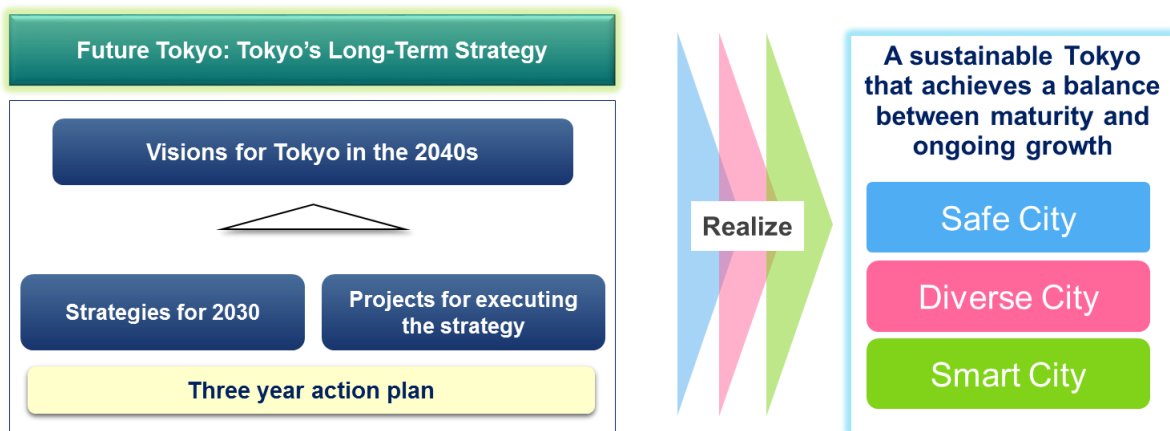 Future Tokyo: Tokyo's Long-Term Strategy
Visions for Tokyo in the 2040s
Strategies for 2030
Projects for executing
the strategy
Three year action plan
Realize
A sustainable Tokyo
that achieves a balance
between maturity and
ongoing growth
Safe City
Diverse City
Smart City